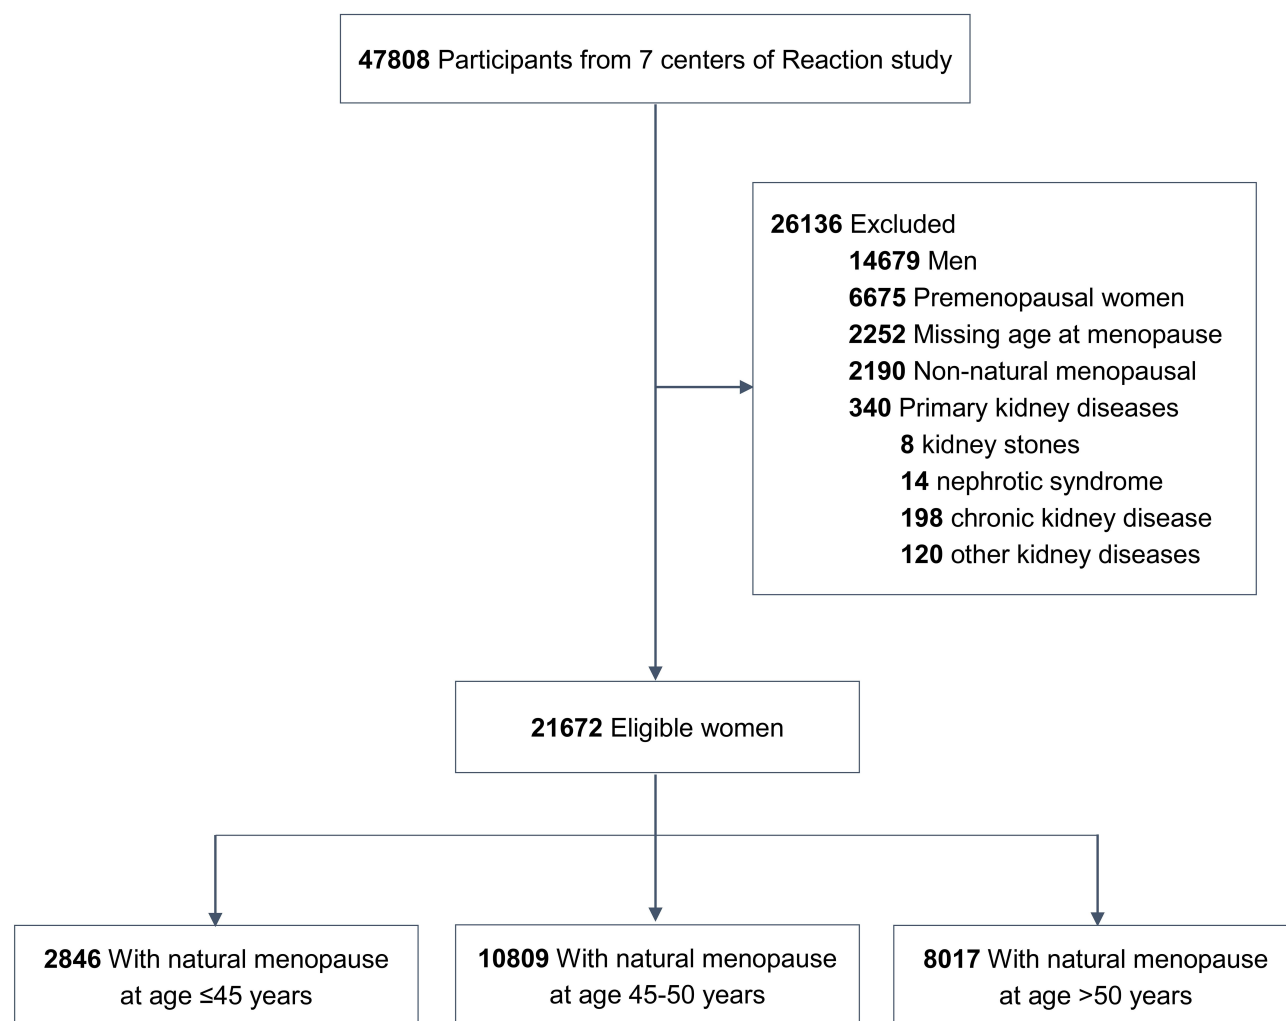 47808 Participants from 7 centers of Reaction study
26136 Excluded
14679 Men
6675 Premenopausal women
2252 Missing age at menopause
2190 Non-natural menopausal
340 Primary kidney diseases
8 kidney stones
14 nephrotic syndrome
198 chronic kidney disease
120 other kidney diseases
21672 Eligible women
2846 With natural menopause
at age ≤45 years
10809 With natural menopause
at age 45-50 years
8017 With natural menopause
at age >50 years